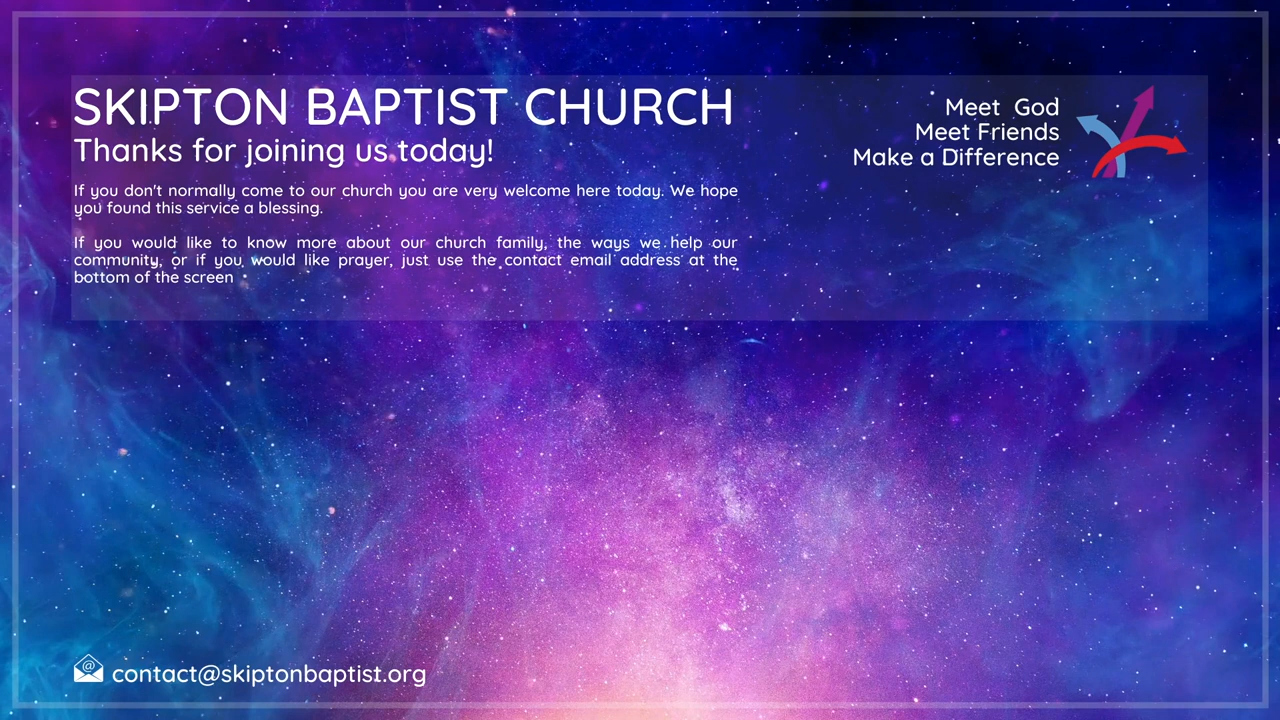 SKIPTON BAPTIST CHURCH
Thanks for joining us today!
Meet God
Meet Friends
Make a Difference
If you don't normally come to our church you are very welcome here today. We hope
you found this service a blessing.
If you would like to know more about our church family, the ways we help our
community, or if you would like prayer, just use the contact email address at the
bottom of the screen
contact@skiptonbaptist.org